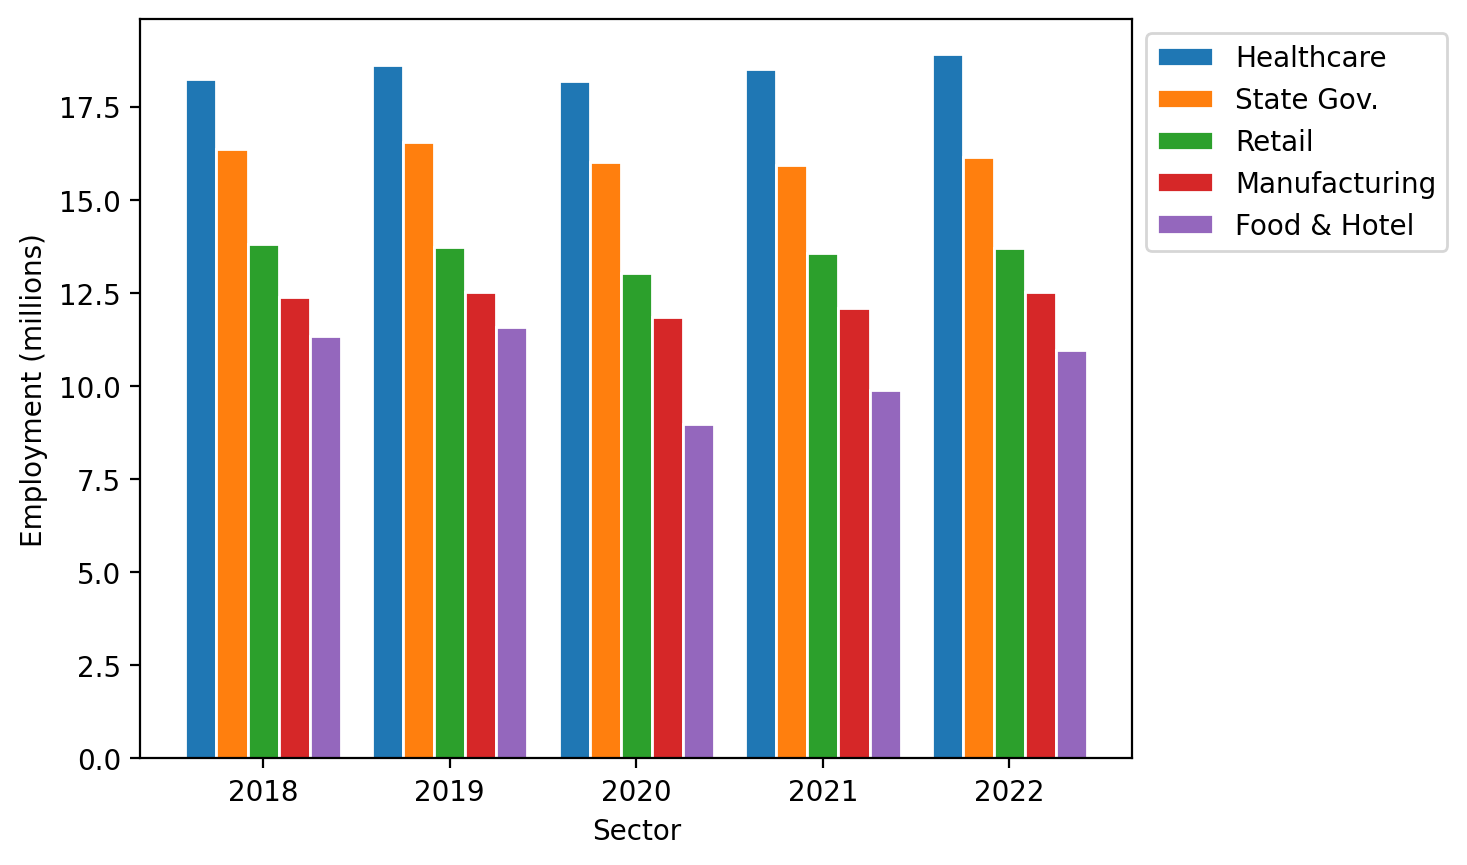 Healthcare
State Gov.
Retail
Manufacturing
Food & Hotel
Employment (millions)
17.5
15.0
12.5
10.0
7.5
5.0
2.5
0.0
2018 2019 2020 2021 2022
Sector